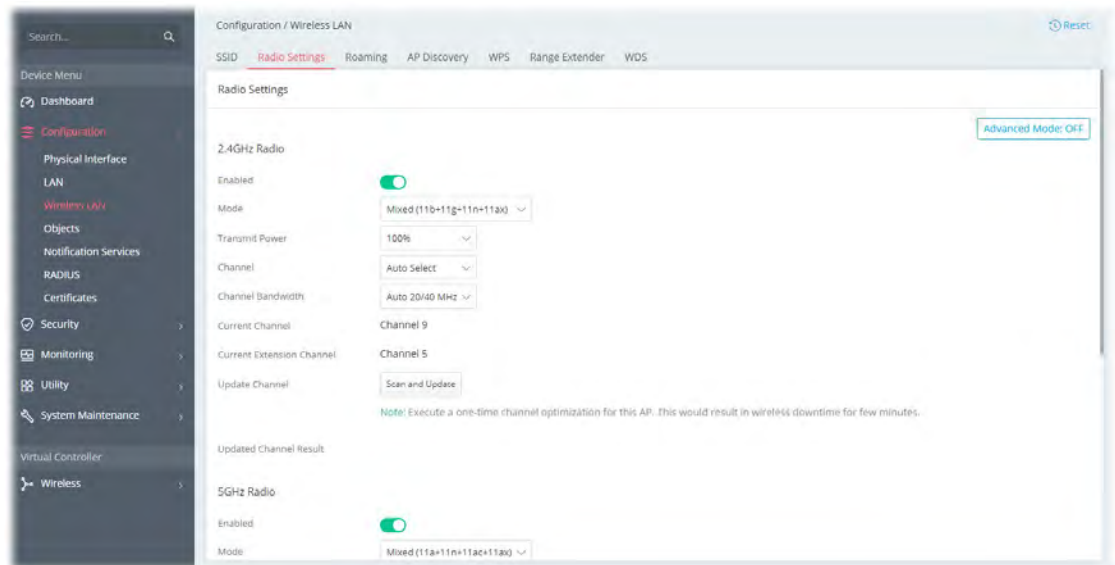 Search...
Device Menu
Dashboard
Configuration
Physical Interface
LAN
Wireless LAN
Objects
Notification Services
RADIUS
Certificates
Security
Monitoring
Utility
System Maintenance
Virtual Controller
Wireless
Configuration / Wireless LAN
Reset
SSID Radio Settings Roaming AP Discovery WPS Range Extender WDS
Radio Settings
Advanced Mode: OFF
2.4GHz Radio
Enabled
Mode Mixed (11b+11g+11n+11ax)
Transmit Power 100%
Channel Auto Select
Channel Bandwidth Auto 20/40 MHz
Current Channel Channel 9
Current Extension Channel Channel 5
Update Channel Scan and Update
Note: Execute a one-time channel optimization for this AP. This would result in wireless downtime for few minutes.
Updated Channel Result
5GHz Radio
Enabled
Mode Mixed (11a+11n+11ac+11ax)